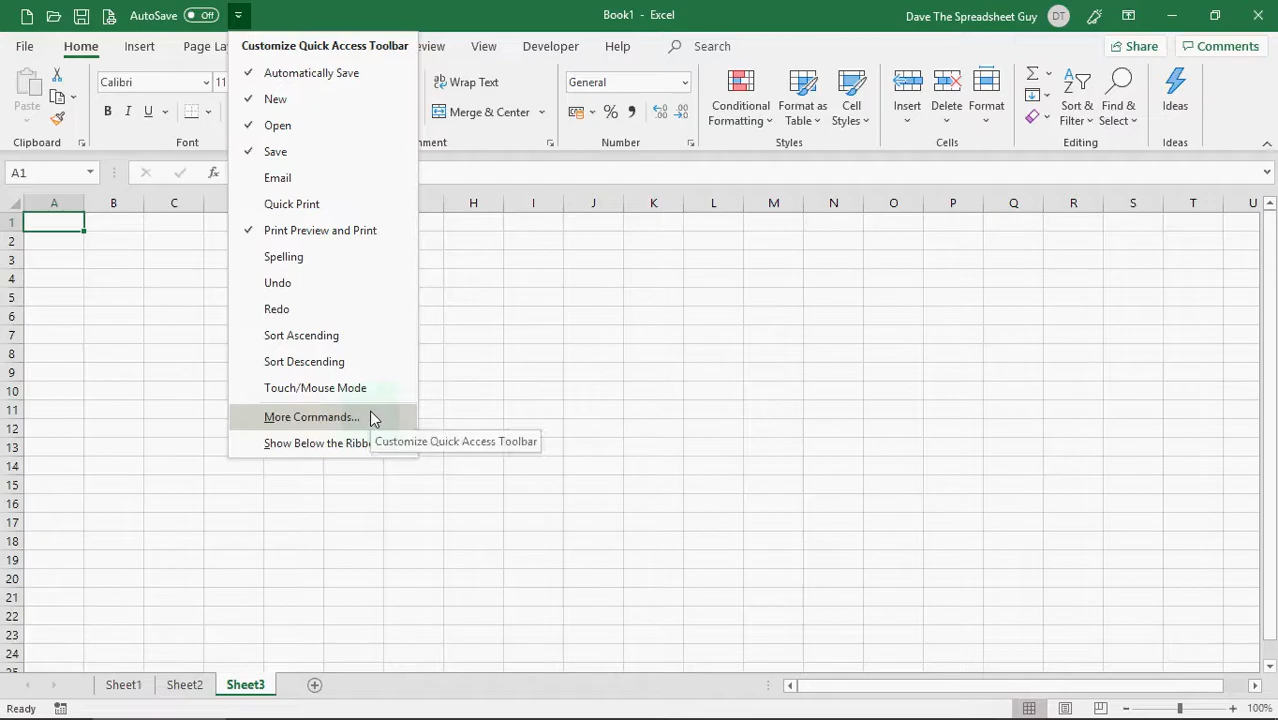 AutoSave Off
Book1 - Excel
Dave The Spreadsheet Guy DT
File Home Insert Page La eview View Developer Help Search Share Comments
Customize Quick Access Toolbar
Automatically Save
New
Open
Save
Email
Quick Print
Print Preview and Print
Spelling
Undo
Redo
Sort Ascending
Sort Descending
Touch/Mouse Mode
More Commands...
Show Below the Ribb
Customize Quick Access Toolbar
Paste
Clipboard
Calibri 11
B I U
Font
ab Wrap Text
Merge & Center
nment
General
% ,
Number
Conditional Formatting
Format as Table
Cell Styles
Styles
Insert Delete Format
Cells
Sort & Filter
Find & Select
Editing
Ideas
Ideas
A1 fx
A B C H I J K L M N O P Q R S T U
1
2
3
4
5
6
7
8
9
10
11
12
13
14
15
16
17
18
19
20
21
22
23
24
25
Sheet1 Sheet2 Sheet3
Ready 100%